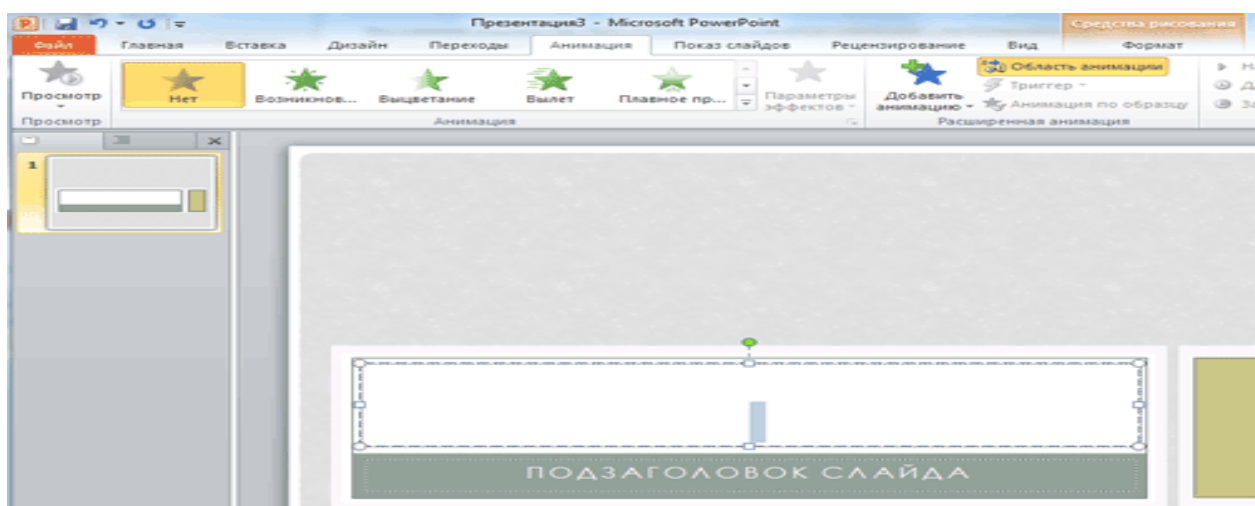 Презентация3 - Microsoft PowerPoint
Средства рисования
Файл Главная Вставка Дизайн Переходы Анимация Показ слайдов Рецензирование Вид Формат
Просмотр
Нет Возникнов... Выцветание Вылет Плавное пр...
Параметры эффектов
Добавить анимацию
Область анимации
Триггер
Анимация по образцу
Просмотр Анимация Расширенная анимация
1
ПОДЗАГОЛОВОК СЛАЙДА